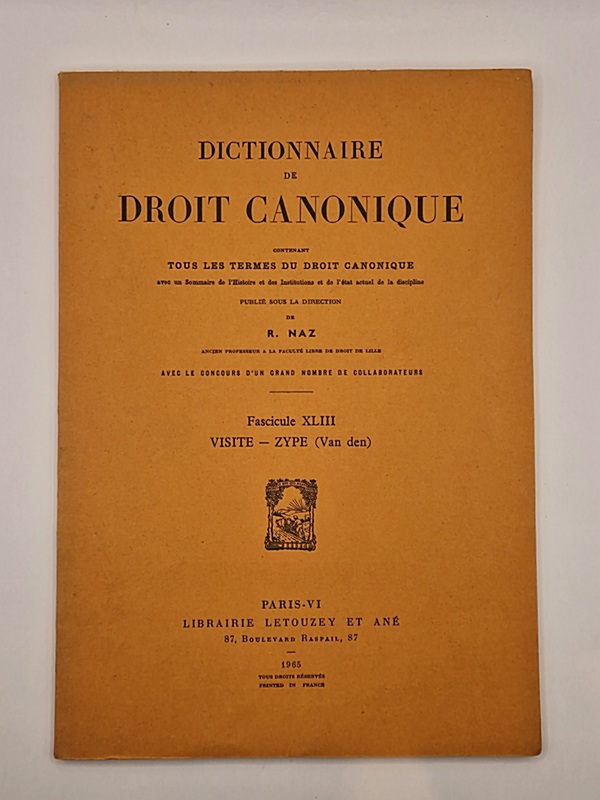 DICTIONNAIRE
DE
DROIT CANONIQUE
CONTENANT
TOUS LES TERMES DU DROIT CANONIQUE
avec un Sommaire de l'Histoire et des Institutions et de l'état actuel de la discipline
PUBLIÉ SOUS LA DIRECTION
DE
R. NAZ
ANCIEN PROFESSEUR A LA FACULTÉ LIBRE DE DROIT DE LILLE
AVEC LE CONCOURS D'UN GRAND NOMBRE DE COLLABORATEURS
Fascicule XLIII
VISITE — ZYPE (Van den)
PARIS-VI
LIBRAIRIE LETOUZEY ET ANÉ
87, BOULEVARD RASPAIL, 87
1965
TOUS DROITS RÉSERVÉS
PRINTED IN FRANCE